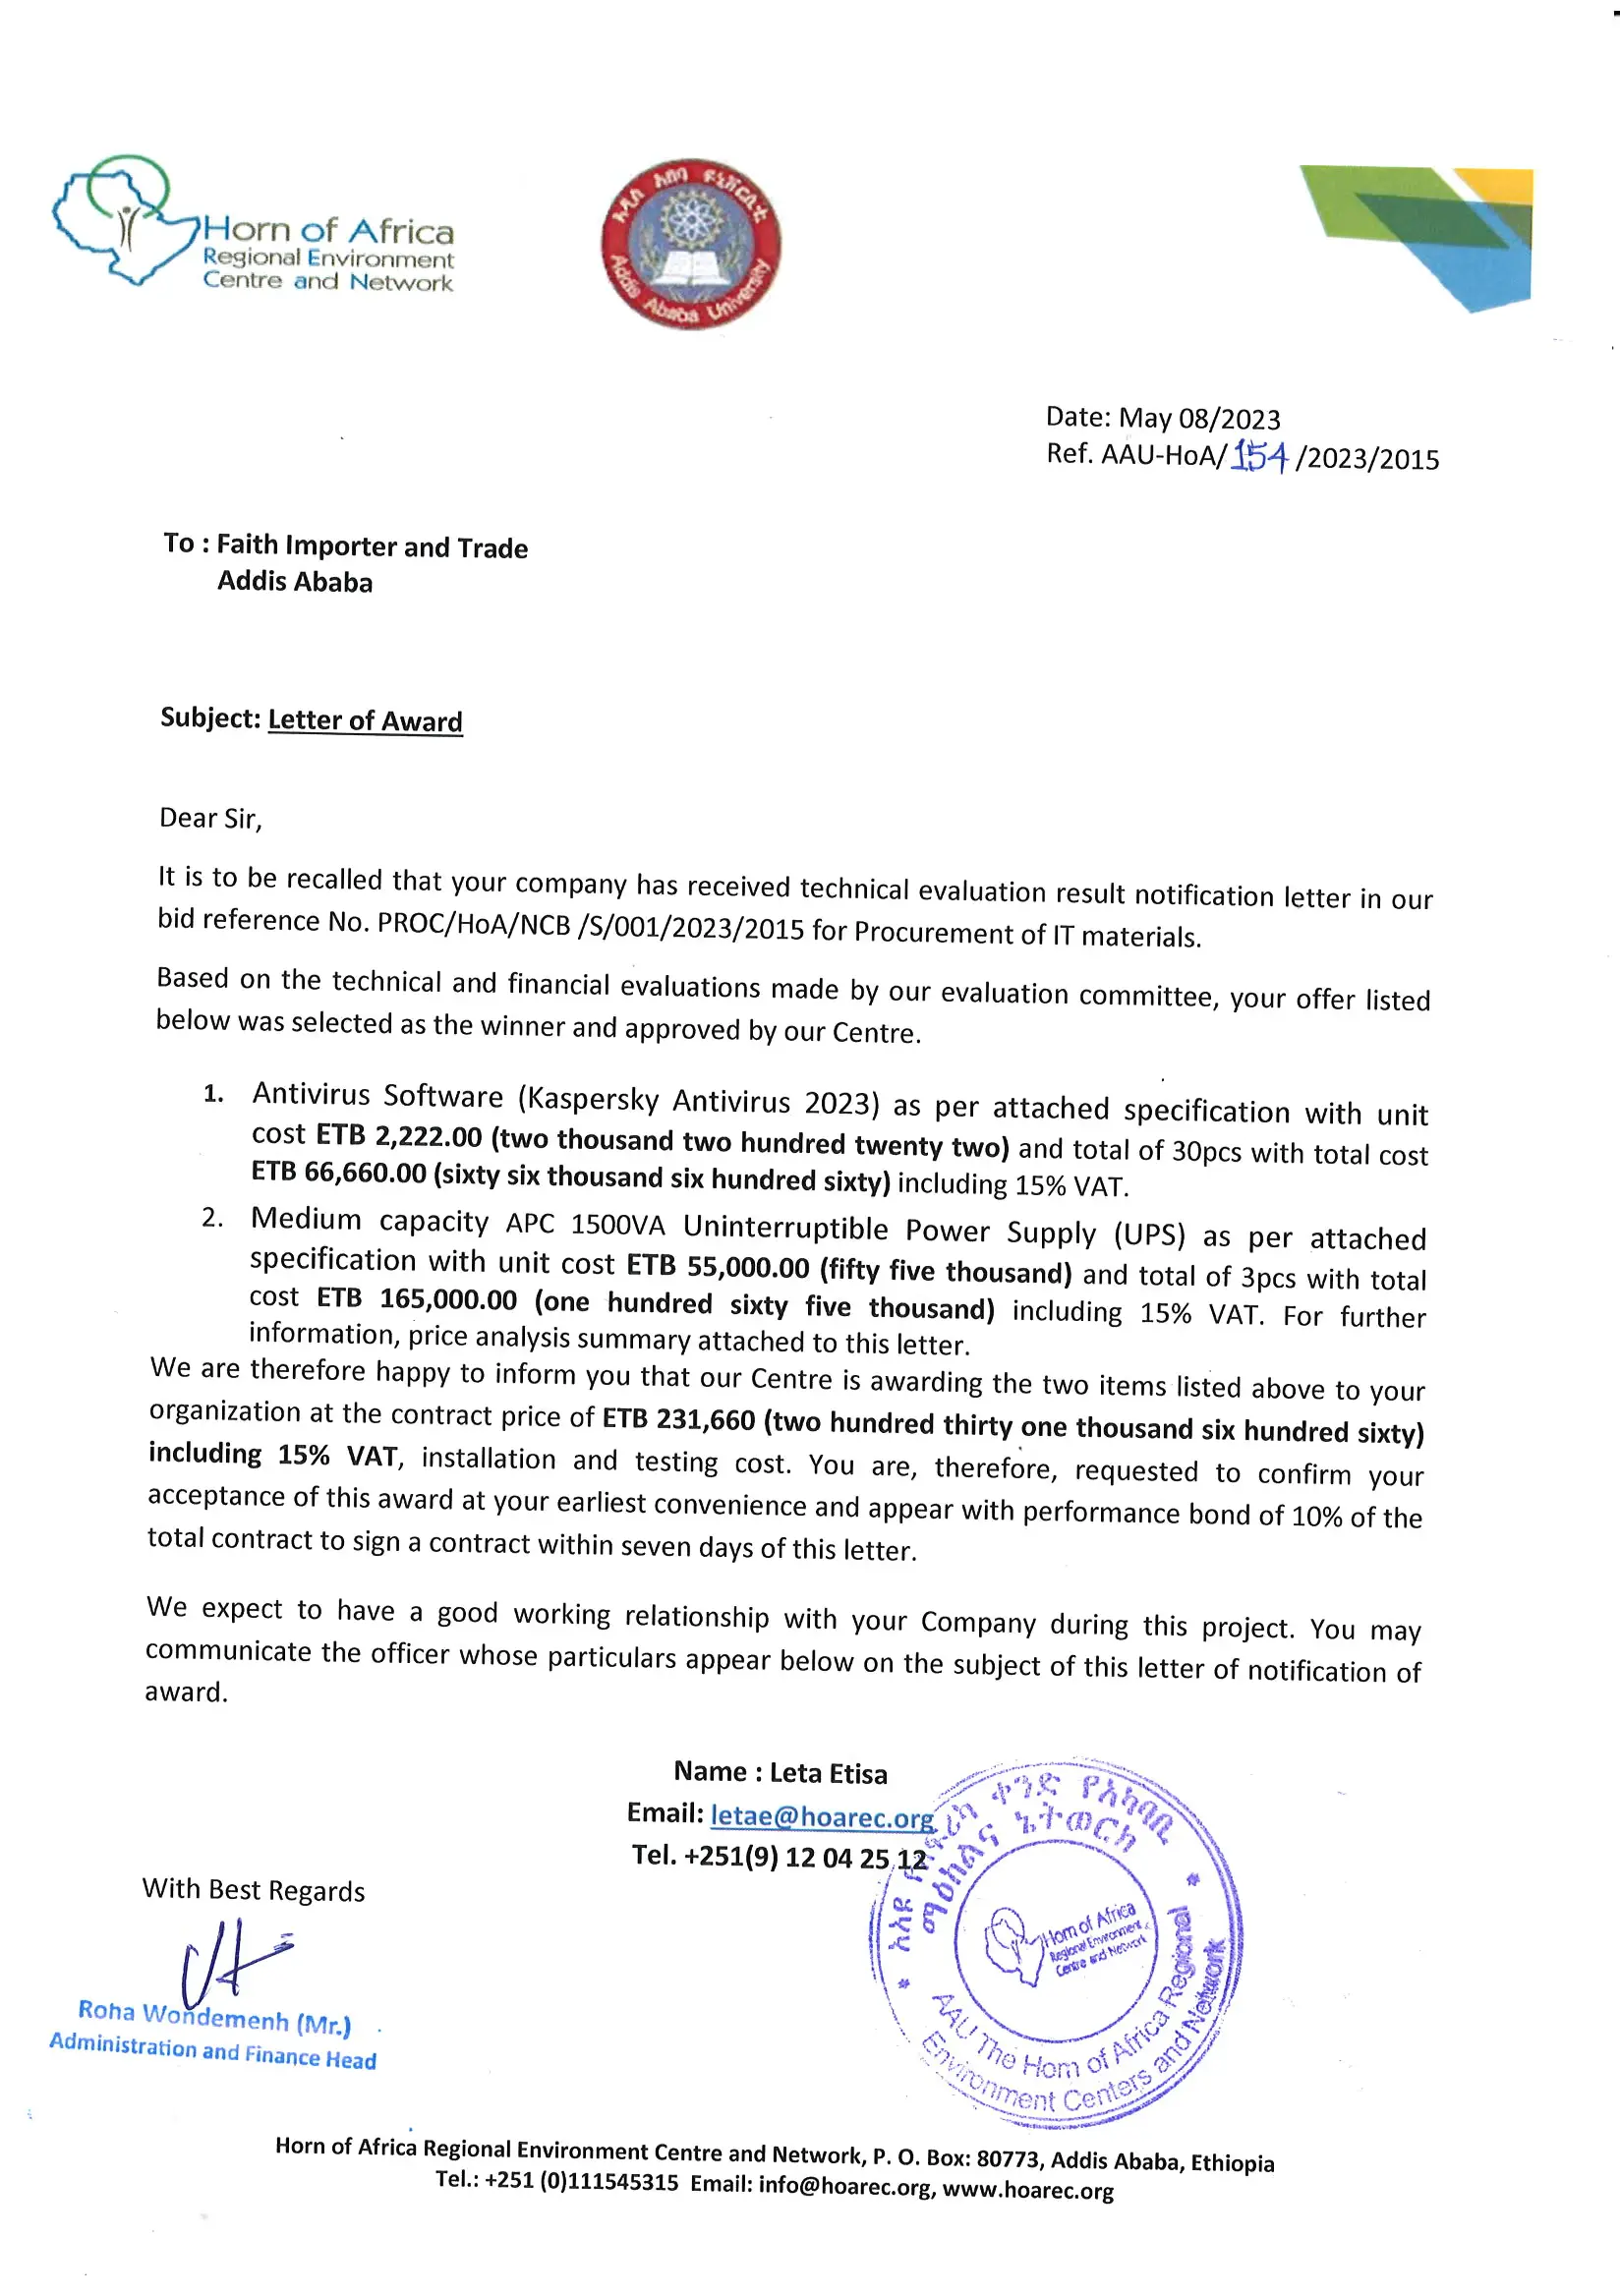 Horn of Africa
Regional Environment
Centre and Network
አዲስ አበባ ዩኒቨርሲቲ
Addis Ababa University
Date: May 08/2023
Ref. AAU-HoA/154/2023/2015
To : Faith Importer and Trade
Addis Ababa
Subject: Letter of Award
Dear Sir,
It is to be recalled that your company has received technical evaluation result notification letter in our
bid reference No. PROC/HoA/NCB /S/001/2023/2015 for Procurement of IT materials.
Based on the technical and financial evaluations made by our evaluation committee, your offer listed
below was selected as the winner and approved by our Centre.
1. Antivirus Software (Kaspersky Antivirus 2023) as per attached specification with unit
cost ETB 2,222.00 (two thousand two hundred twenty two) and total of 30pcs with total cost
ETB 66,660.00 (sixty six thousand six hundred sixty) including 15% VAT.
2. Medium capacity APC 1500VA Uninterruptible Power Supply (UPS) as per attached
specification with unit cost ETB 55,000.00 (fifty five thousand) and total of 3pcs with total
cost ETB 165,000.00 (one hundred sixty five thousand) including 15% VAT. For further
information, price analysis summary attached to this letter.
We are therefore happy to inform you that our Centre is awarding the two items listed above to your
organization at the contract price of ETB 231,660 (two hundred thirty one thousand six hundred sixty)
including 15% VAT, installation and testing cost. You are, therefore, requested to confirm your
acceptance of this award at your earliest convenience and appear with performance bond of 10% of the
total contract to sign a contract within seven days of this letter.
We expect to have a good working relationship with your Company during this project. You may
communicate the officer whose particulars appear below on the subject of this letter of notification of
award.
Name : Leta Etisa
Email: letae@hoarec.org
Tel. +251(9) 12 04 25 12
የአፍሪካ ቀንድ የአካባቢ
ማዕከልና ኔትወርክ
Horn of Africa
Regional Environment
Centre and Network
AAU The Horn of Africa Regional
Environment Centers and Network
With Best Regards
Roha Wondemenh (Mr.)
Administration and Finance Head
Horn of Africa Regional Environment Centre and Network, P. O. Box: 80773, Addis Ababa, Ethiopia
Tel.: +251 (0)111545315 Email: info@hoarec.org, www.hoarec.org